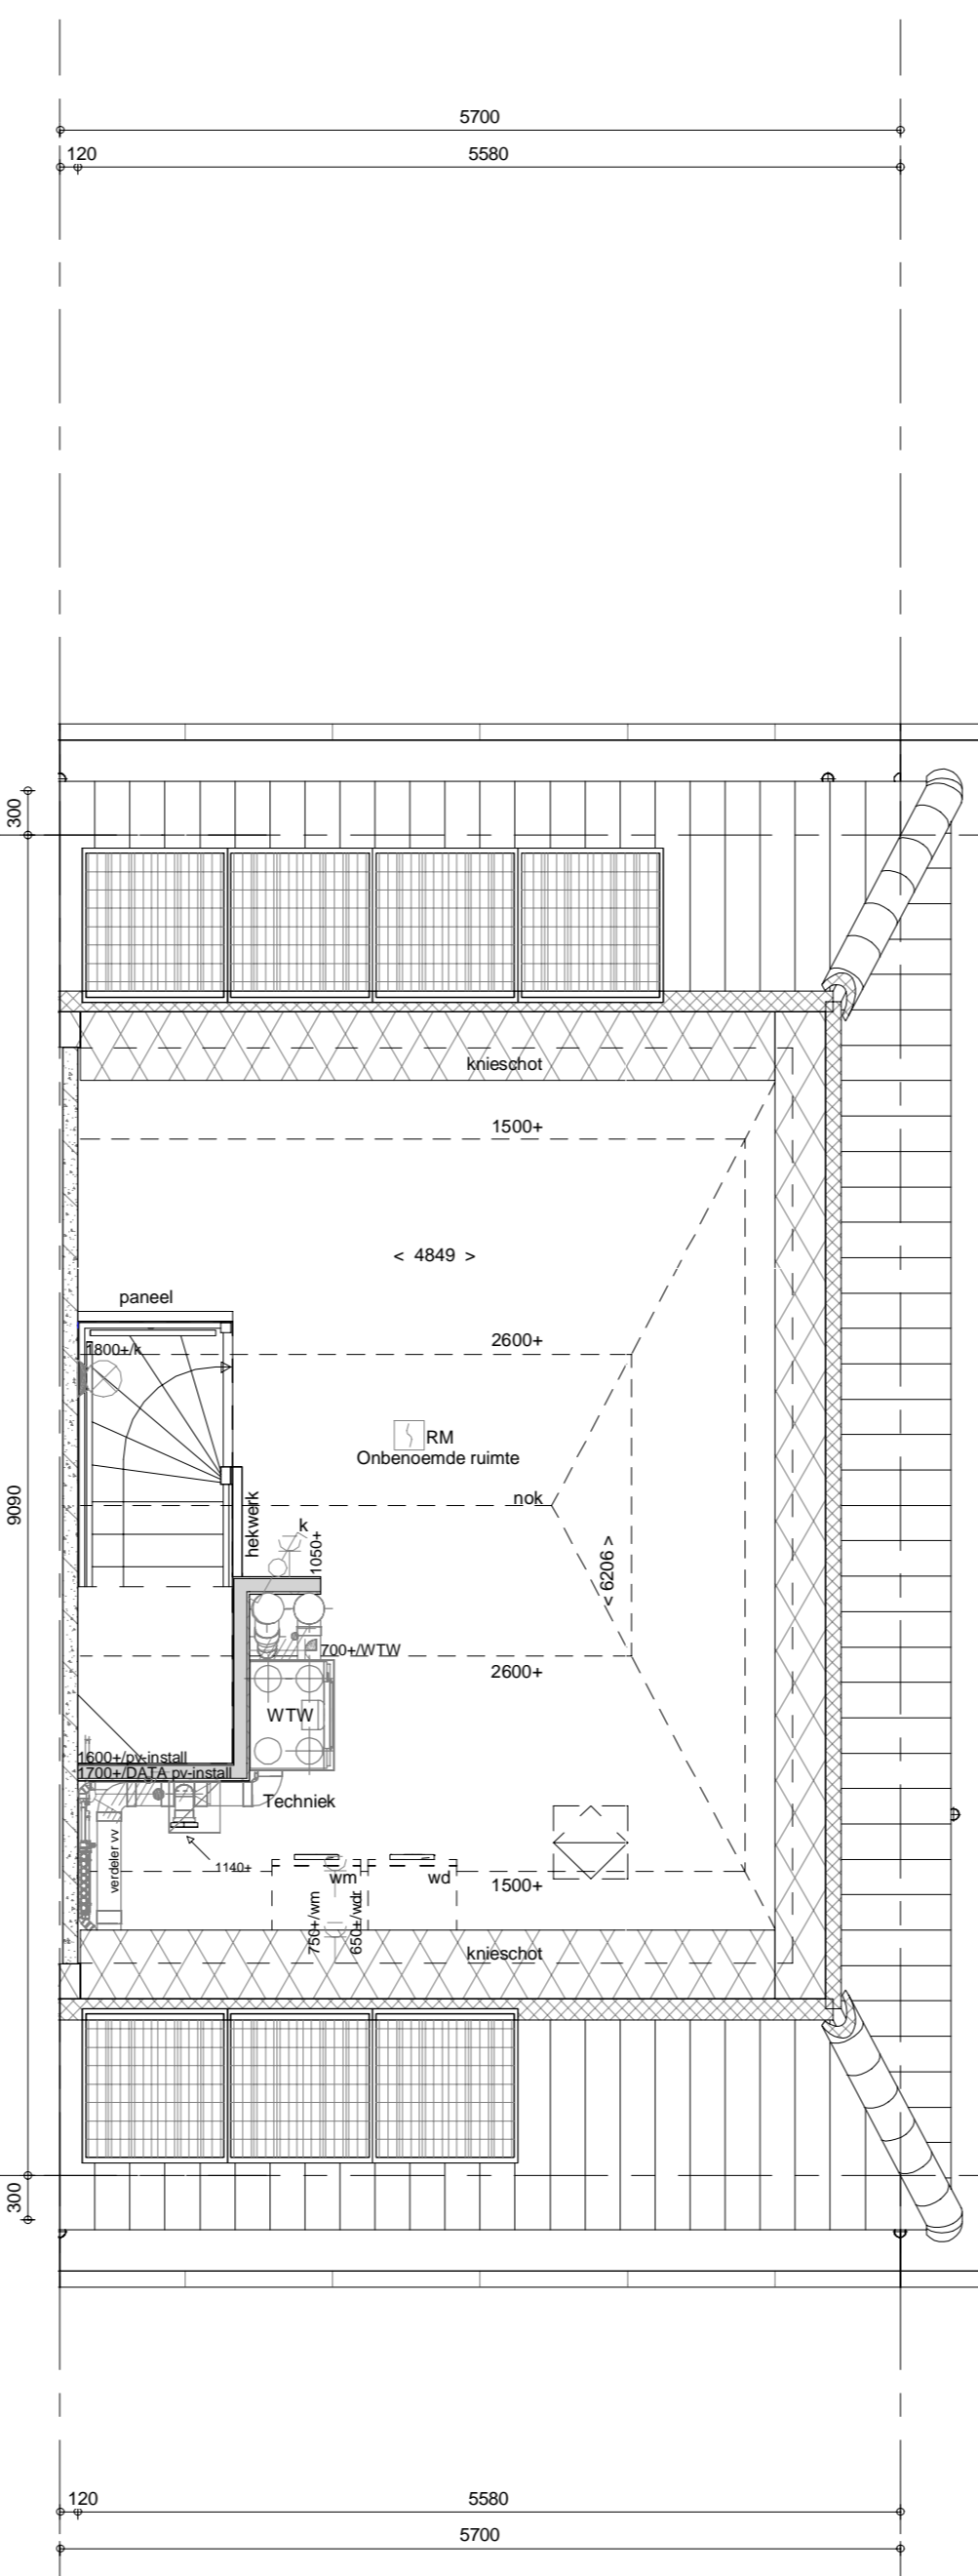 5700
120
5580
300
knieschot
1500+
< 4849 >
paneel
2600+
1800+/k
RM
Onbenoemde ruimte
nok
hekwerk
9090
k
1050+
< 6206 >
700+/WTW
2600+
WTW
1600+/pv-install
1700+/DATA pv-install
Techniek
verdeler vv
1140+
wm
wd
1500+
750+/wm
650+/wdr
knieschot
300
120
5580
5700